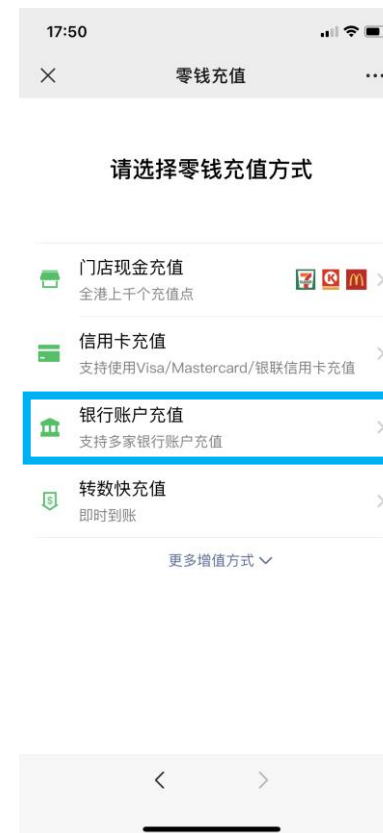 17:50
零钱充值
请选择零钱充值方式
门店现金充值
全港上千个充值点
信用卡充值
支持使用Visa/Mastercard/银联信用卡充值
银行账户充值
支持多家银行账户充值
转数快充值
即时到账
更多增值方式